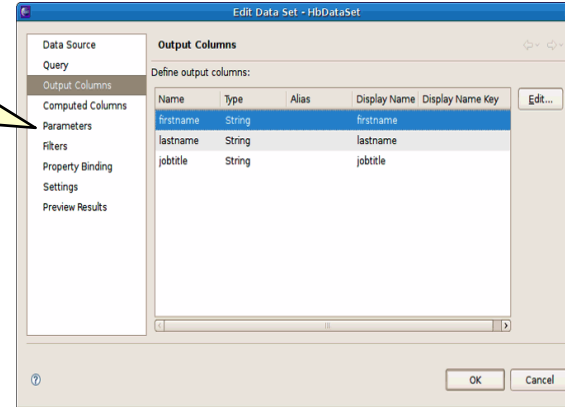 Edit Data Set - HbDataSet
Data Source
Query
Output Columns
Computed Columns
Parameters
Filters
Property Binding
Settings
Preview Results
Output Columns
Define output columns:
Name Type Alias Display Name Display Name Key
firstname String firstname
lastname String lastname
jobtitle String jobtitle
Edit...
?
OK Cancel